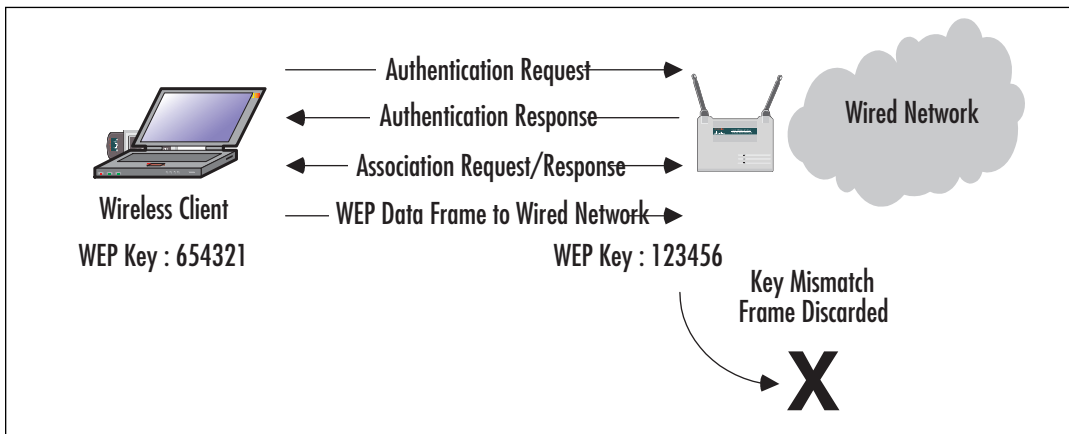 Authentication Request
Authentication Response
Association Request/Response
WEP Data Frame to Wired Network
Wired Network
Wireless Client
WEP Key : 654321
WEP Key : 123456
Key Mismatch
Frame Discarded
X